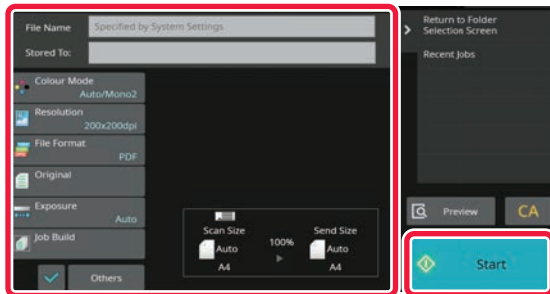 File Name
Specified by System Settings
Stored To:
Colour Mode
Auto/Mono2
Resolution
200x200dpi
File Format
PDF
Original
Exposure
Auto
Job Build
Others
Scan Size
Auto
A4
100%
Send Size
Auto
A4
Return to Folder
Selection Screen
Recent Jobs
Preview
CA
Start